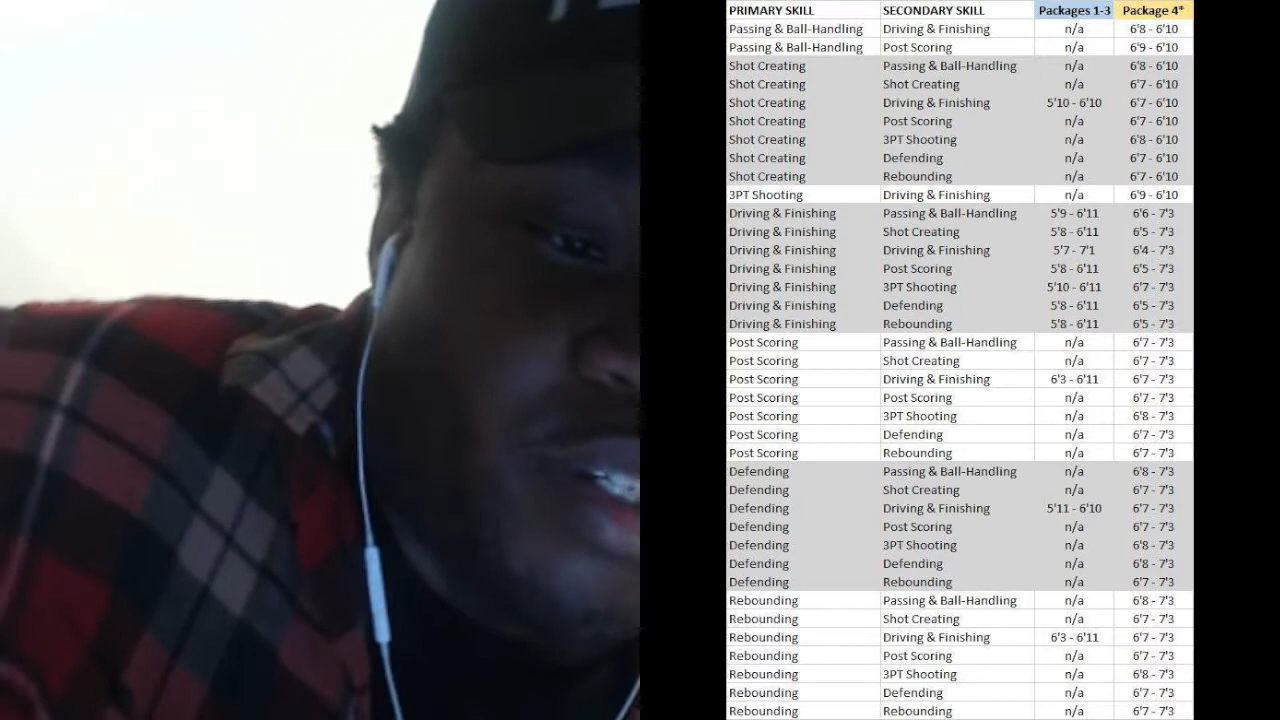 PRIMARY SKILL SECONDARY SKILL Packages 1-3 Package 4*
Passing & Ball-Handling Driving & Finishing n/a 6'8 - 6'10
Passing & Ball-Handling Post Scoring n/a 6'9 - 6'10
Shot Creating Passing & Ball-Handling n/a 6'8 - 6'10
Shot Creating Shot Creating n/a 6'7 - 6'10
Shot Creating Driving & Finishing 5'10 - 6'10 6'7 - 6'10
Shot Creating Post Scoring n/a 6'7 - 6'10
Shot Creating 3PT Shooting n/a 6'8 - 6'10
Shot Creating Defending n/a 6'7 - 6'10
Shot Creating Rebounding n/a 6'7 - 6'10
3PT Shooting Driving & Finishing n/a 6'9 - 6'10
Driving & Finishing Passing & Ball-Handling 5'9 - 6'11 6'6 - 7'3
Driving & Finishing Shot Creating 5'8 - 6'11 6'5 - 7'3
Driving & Finishing Driving & Finishing 5'7 - 7'1 6'4 - 7'3
Driving & Finishing Post Scoring 5'8 - 6'11 6'5 - 7'3
Driving & Finishing 3PT Shooting 5'10 - 6'11 6'7 - 7'3
Driving & Finishing Defending 5'8 - 6'11 6'5 - 7'3
Driving & Finishing Rebounding 5'8 - 6'11 6'5 - 7'3
Post Scoring Passing & Ball-Handling n/a 6'7 - 7'3
Post Scoring Shot Creating n/a 6'7 - 7'3
Post Scoring Driving & Finishing 6'3 - 6'11 6'7 - 7'3
Post Scoring Post Scoring n/a 6'7 - 7'3
Post Scoring 3PT Shooting n/a 6'8 - 7'3
Post Scoring Defending n/a 6'7 - 7'3
Post Scoring Rebounding n/a 6'7 - 7'3
Defending Passing & Ball-Handling n/a 6'8 - 7'3
Defending Shot Creating n/a 6'7 - 7'3
Defending Driving & Finishing 5'11 - 6'10 6'7 - 7'3
Defending Post Scoring n/a 6'7 - 7'3
Defending 3PT Shooting n/a 6'8 - 7'3
Defending Defending n/a 6'8 - 7'3
Defending Rebounding n/a 6'7 - 7'3
Rebounding Passing & Ball-Handling n/a 6'8 - 7'3
Rebounding Shot Creating n/a 6'7 - 7'3
Rebounding Driving & Finishing 6'3 - 6'11 6'7 - 7'3
Rebounding Post Scoring n/a 6'7 - 7'3
Rebounding 3PT Shooting n/a 6'8 - 7'3
Rebounding Defending n/a 6'7 - 7'3
Rebounding Rebounding n/a 6'7 - 7'3